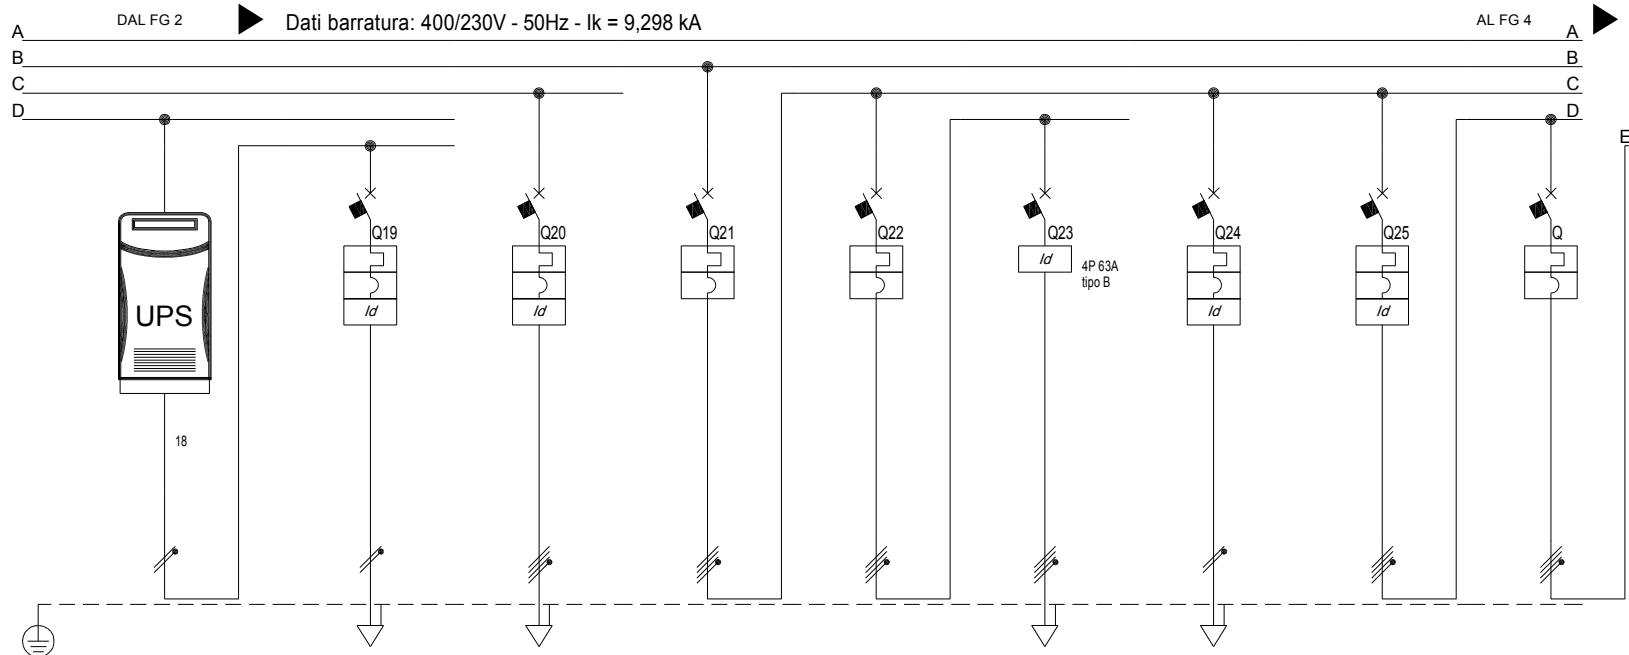 DAL FG 2
Dati barratura: 400/230V - 50Hz - Ik = 9,298 kA
AL FG 4
A
A
B
B
C
C
D
D
E
Q19
Q20
Q21
Q22
Q23
Q24
Q25
Q
Id
4P 63A
tipo B
UPS
Id
Id
Id
Id
18